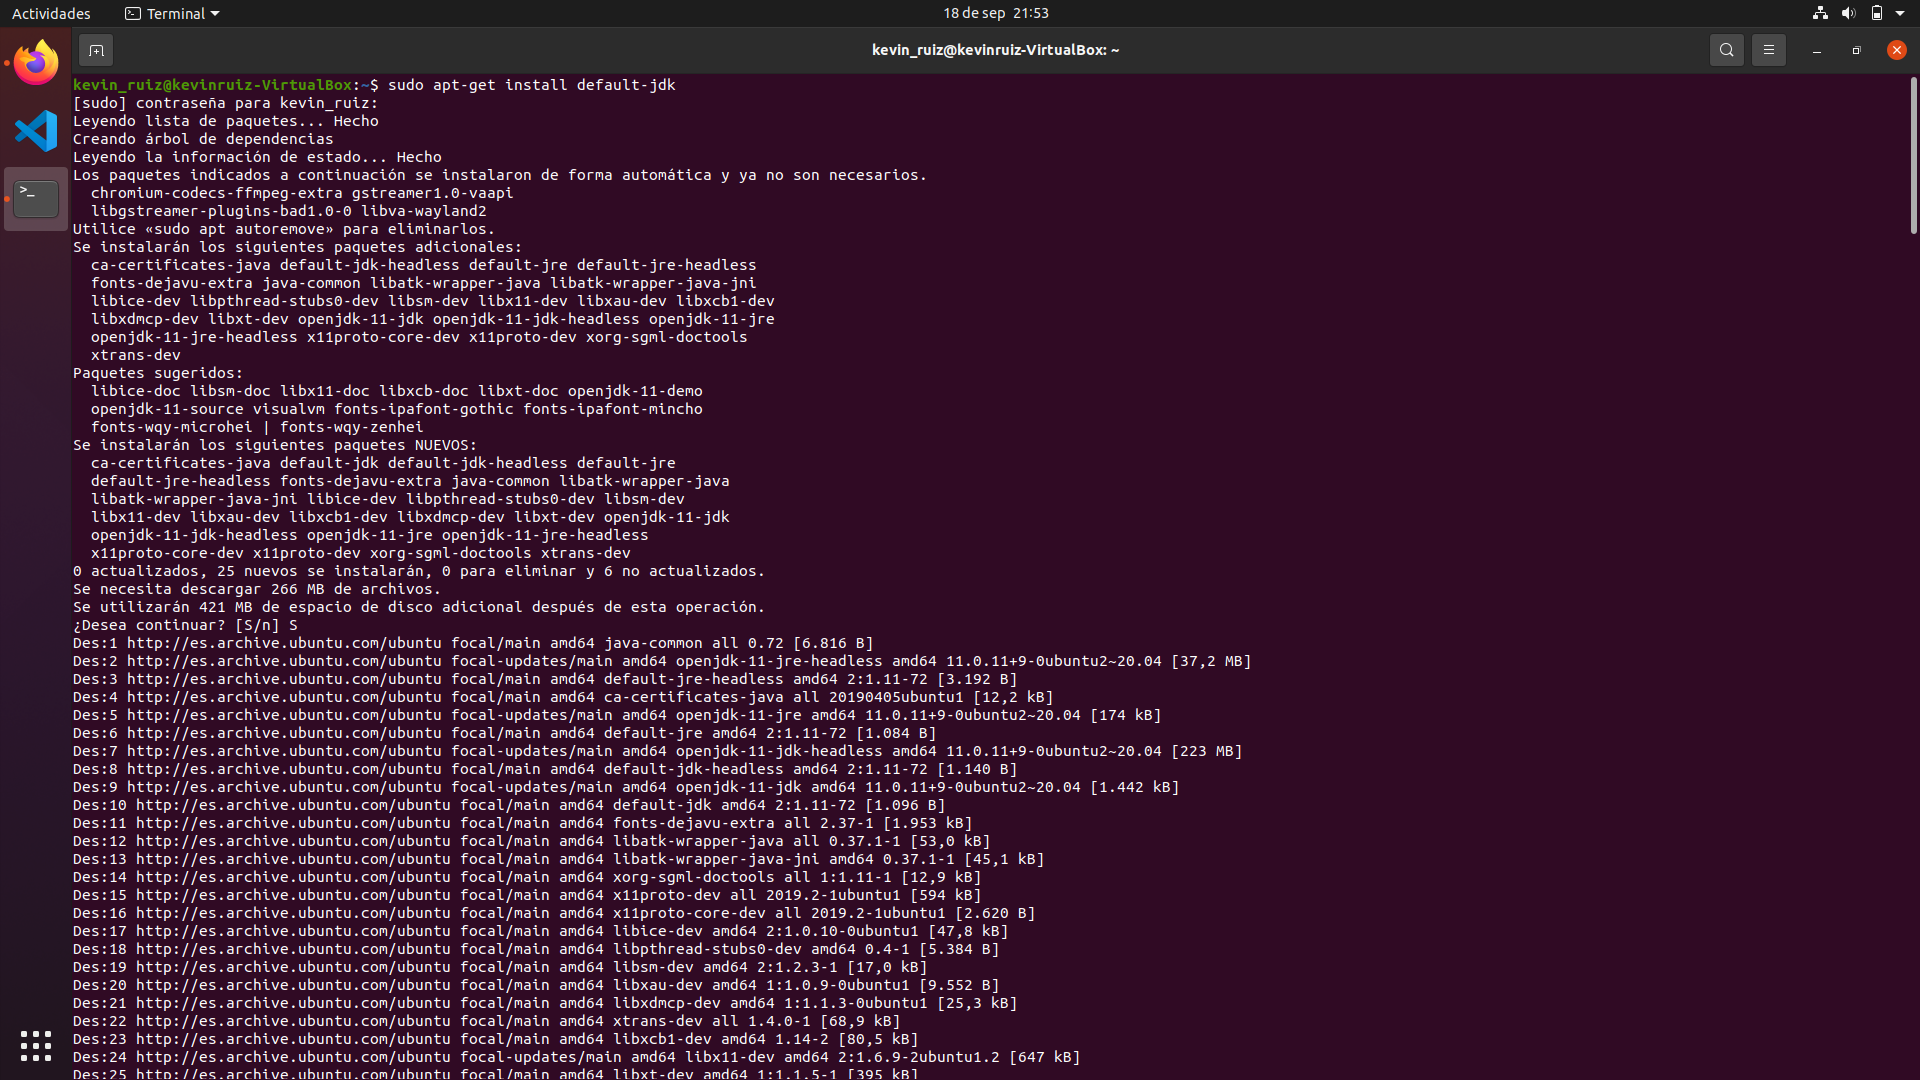 Actividades
Terminal
18 de sep 21:53
kevin_ruiz@kevinruiz-VirtualBox: ~
kevin_ruiz@kevinruiz-VirtualBox:~$ sudo apt-get install default-jdk
[sudo] contraseña para kevin_ruiz:
Leyendo lista de paquetes... Hecho
Creando árbol de dependencias
Leyendo la información de estado... Hecho
Los paquetes indicados a continuación se instalaron de forma automática y ya no son necesarios.
chromium-codecs-ffmpeg-extra gstreamer1.0-vaapi
libgstreamer-plugins-bad1.0-0 libva-wayland2
Utilice «sudo apt autoremove» para eliminarlos.
Se instalarán los siguientes paquetes adicionales:
ca-certificates-java default-jdk-headless default-jre default-jre-headless
fonts-dejavu-extra java-common libatk-wrapper-java libatk-wrapper-java-jni
libice-dev libpthread-stubs0-dev libsm-dev libx11-dev libxau-dev libxcb1-dev
libxdmcp-dev libxt-dev openjdk-11-jdk openjdk-11-jdk-headless openjdk-11-jre
openjdk-11-jre-headless x11proto-core-dev x11proto-dev xorg-sgml-doctools
xtrans-dev
Paquetes sugeridos:
libice-doc libsm-doc libx11-doc libxcb-doc libxt-doc openjdk-11-demo
openjdk-11-source visualvm fonts-ipafont-gothic fonts-ipafont-mincho
fonts-wqy-microhei | fonts-wqy-zenhei
Se instalarán los siguientes paquetes NUEVOS:
ca-certificates-java default-jdk default-jdk-headless default-jre
default-jre-headless fonts-dejavu-extra java-common libatk-wrapper-java
libatk-wrapper-java-jni libice-dev libpthread-stubs0-dev libsm-dev
libx11-dev libxau-dev libxcb1-dev libxdmcp-dev libxt-dev openjdk-11-jdk
openjdk-11-jdk-headless openjdk-11-jre openjdk-11-jre-headless
x11proto-core-dev x11proto-dev xorg-sgml-doctools xtrans-dev
0 actualizados, 25 nuevos se instalarán, 0 para eliminar y 6 no actualizados.
Se necesita descargar 266 MB de archivos.
Se utilizarán 421 MB de espacio de disco adicional después de esta operación.
¿Desea continuar? [S/n] S
Des:1 http://es.archive.ubuntu.com/ubuntu focal/main amd64 java-common all 0.72 [6.816 B]
Des:2 http://es.archive.ubuntu.com/ubuntu focal-updates/main amd64 openjdk-11-jre-headless amd64 11.0.11+9-0ubuntu2~20.04 [37,2 MB]
Des:3 http://es.archive.ubuntu.com/ubuntu focal/main amd64 default-jre-headless amd64 2:1.11-72 [3.192 B]
Des:4 http://es.archive.ubuntu.com/ubuntu focal/main amd64 ca-certificates-java all 20190405ubuntu1 [12,2 kB]
Des:5 http://es.archive.ubuntu.com/ubuntu focal-updates/main amd64 openjdk-11-jre amd64 11.0.11+9-0ubuntu2~20.04 [174 kB]
Des:6 http://es.archive.ubuntu.com/ubuntu focal/main amd64 default-jre amd64 2:1.11-72 [1.084 B]
Des:7 http://es.archive.ubuntu.com/ubuntu focal-updates/main amd64 openjdk-11-jdk-headless amd64 11.0.11+9-0ubuntu2~20.04 [223 MB]
Des:8 http://es.archive.ubuntu.com/ubuntu focal/main amd64 default-jdk-headless amd64 2:1.11-72 [1.140 B]
Des:9 http://es.archive.ubuntu.com/ubuntu focal-updates/main amd64 openjdk-11-jdk amd64 11.0.11+9-0ubuntu2~20.04 [1.442 kB]
Des:10 http://es.archive.ubuntu.com/ubuntu focal/main amd64 default-jdk amd64 2:1.11-72 [1.096 B]
Des:11 http://es.archive.ubuntu.com/ubuntu focal/main amd64 fonts-dejavu-extra all 2.37-1 [1.953 kB]
Des:12 http://es.archive.ubuntu.com/ubuntu focal/main amd64 libatk-wrapper-java all 0.37.1-1 [53,0 kB]
Des:13 http://es.archive.ubuntu.com/ubuntu focal/main amd64 libatk-wrapper-java-jni amd64 0.37.1-1 [45,1 kB]
Des:14 http://es.archive.ubuntu.com/ubuntu focal/main amd64 xorg-sgml-doctools all 1:1.11-1 [12,9 kB]
Des:15 http://es.archive.ubuntu.com/ubuntu focal/main amd64 x11proto-dev all 2019.2-1ubuntu1 [594 kB]
Des:16 http://es.archive.ubuntu.com/ubuntu focal/main amd64 x11proto-core-dev all 2019.2-1ubuntu1 [2.620 B]
Des:17 http://es.archive.ubuntu.com/ubuntu focal/main amd64 libice-dev amd64 2:1.0.10-0ubuntu1 [47,8 kB]
Des:18 http://es.archive.ubuntu.com/ubuntu focal/main amd64 libpthread-stubs0-dev amd64 0.4-1 [5.384 B]
Des:19 http://es.archive.ubuntu.com/ubuntu focal/main amd64 libsm-dev amd64 2:1.2.3-1 [17,0 kB]
Des:20 http://es.archive.ubuntu.com/ubuntu focal/main amd64 libxau-dev amd64 1:1.0.9-0ubuntu1 [9.552 B]
Des:21 http://es.archive.ubuntu.com/ubuntu focal/main amd64 libxdmcp-dev amd64 1:1.1.3-0ubuntu1 [25,3 kB]
Des:22 http://es.archive.ubuntu.com/ubuntu focal/main amd64 xtrans-dev all 1.4.0-1 [68,9 kB]
Des:23 http://es.archive.ubuntu.com/ubuntu focal/main amd64 libxcb1-dev amd64 1.14-2 [80,5 kB]
Des:24 http://es.archive.ubuntu.com/ubuntu focal-updates/main amd64 libx11-dev amd64 2:1.6.9-2ubuntu1.2 [647 kB]
Des:25 http://es.archive.ubuntu.com/ubuntu focal/main amd64 libxt-dev amd64 1:1.1.5-1 [395 kB]